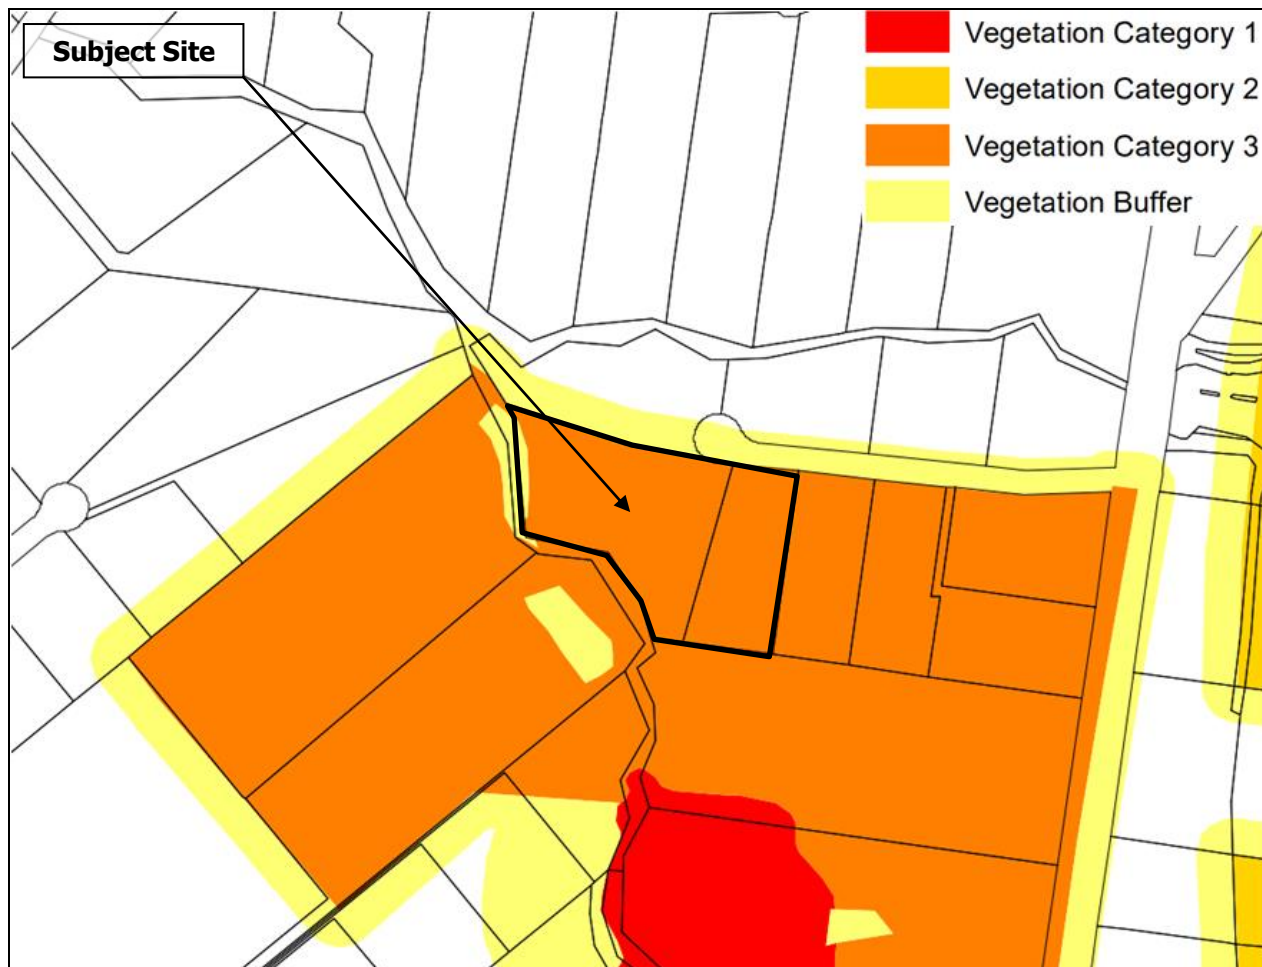 Subject Site
Vegetation Category 1
Vegetation Category 2
Vegetation Category 3
Vegetation Buffer